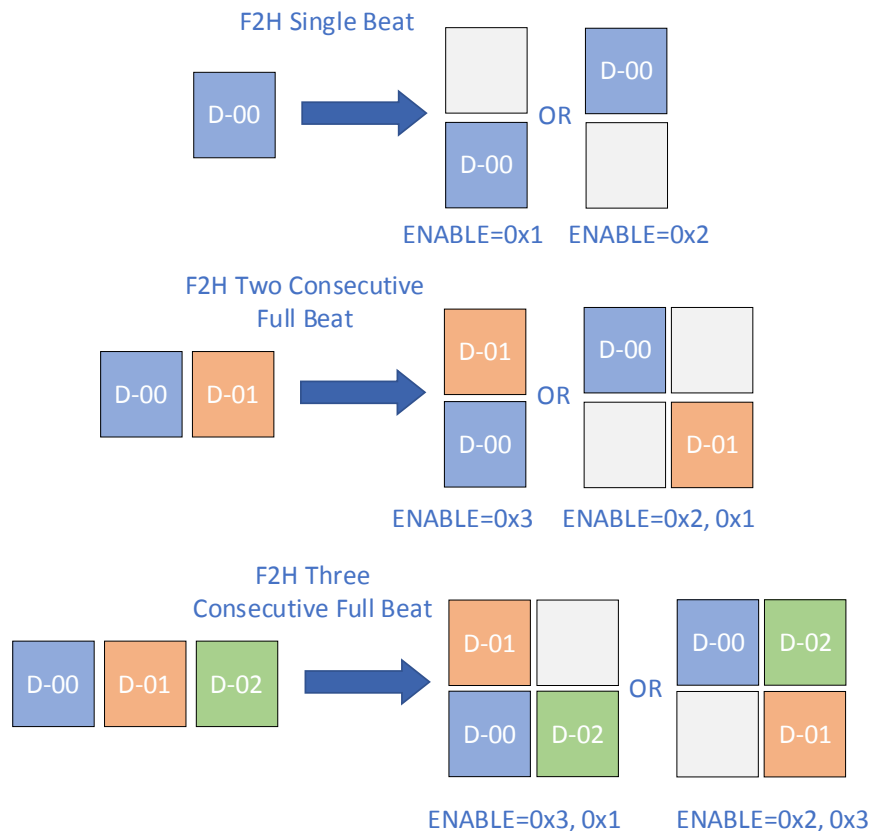 F2H Single Beat
D-00
D-00
OR
D-00
ENABLE=0x1
ENABLE=0x2
F2H Two Consecutive
Full Beat
D-00
D-01
D-01
D-00
OR
D-00
D-01
ENABLE=0x3
ENABLE=0x2, 0x1
F2H Three
Consecutive Full Beat
D-00
D-01
D-02
D-01
D-00
D-02
OR
D-00
D-02
D-01
ENABLE=0x3, 0x1
ENABLE=0x2, 0x3